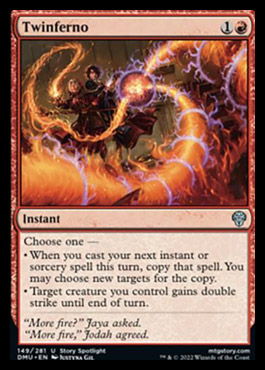 Twinferno
Instant
Choose one —
• When you cast your next instant or
sorcery spell this turn, copy that spell. You
may choose new targets for the copy.
• Target creature you control gains double
strike until end of turn.
"More fire?" Jaya asked.
"More fire," Jodah agreed.
149/281 U Story Spotlight
mtgstory.com
DMU • EN Justyna Gil
™ & © 2022 Wizards of the Coast
1